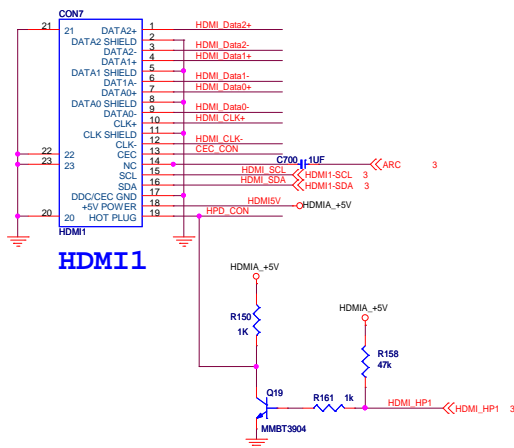 CON7
21 21 DATA2+ 1 HDMI_Data2+
DATA2 SHIELD 2
DATA2- 3 HDMI_Data2-
DATA1+ 4 HDMI_Data1+
DATA1 SHIELD 5
DATA1A- 6 HDMI_Data1-
DATA0+ 7 HDMI_Data0+
DATA0 SHIELD 8
DATA0- 9 HDMI_Data0-
CLK+ 10 HDMI_CLK+
CLK SHIELD 11
CLK- 12 HDMI_CLK-
22 22 CEC 13 CEC_CON
23 23 NC 14 C700 1UF ARC 3
SCL 15 HDMI_SCL HDMI1-SCL 3
SDA 16 HDMI_SDA HDMI1-SDA 3
DDC/CEC GND 17
+5V POWER 18 HDMI5V HDMIA_+5V
20 20 HOT PLUG 19 HPD_CON
HDMI1
HDMI1
HDMIA_+5V
R150
1K
HDMIA_+5V
R158
47k
Q19
R161 1k
HDMI_HP1
HDMI_HP1 3
MMBT3904